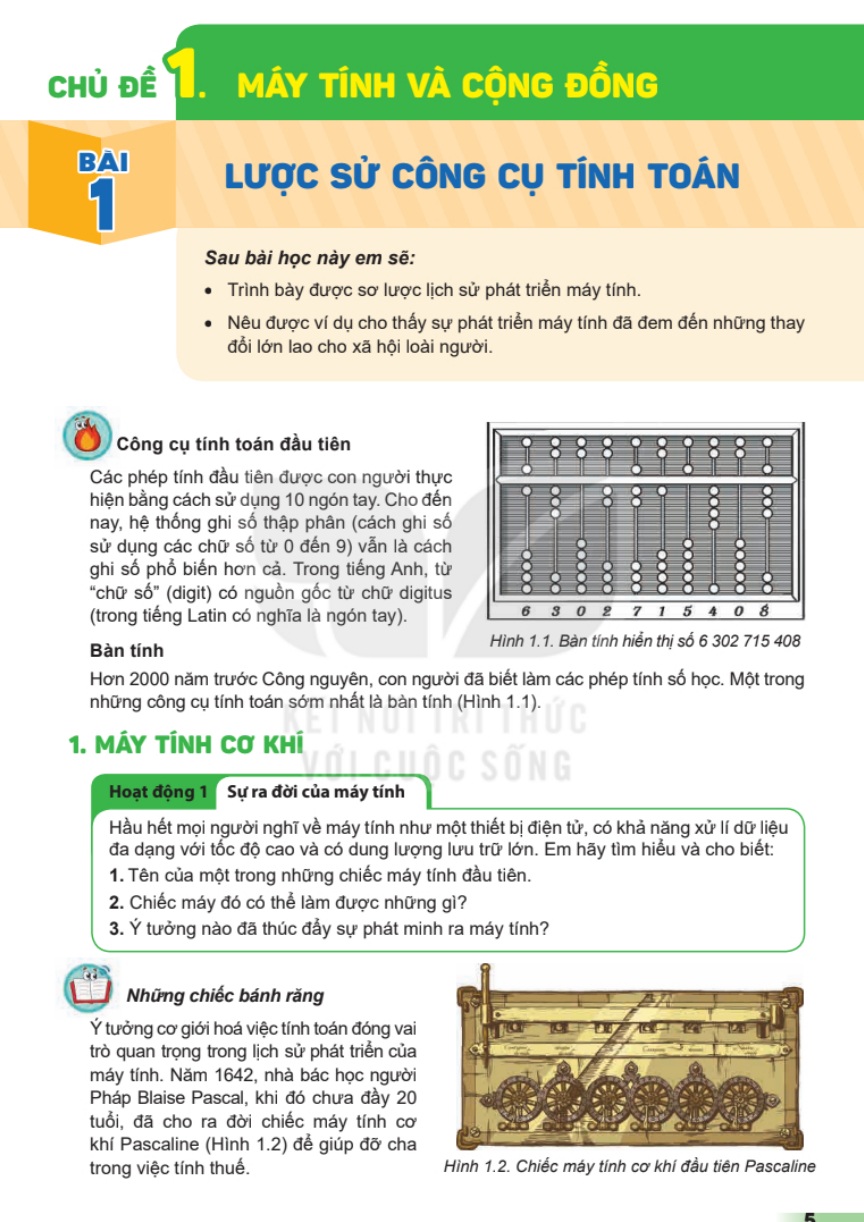 CHỦ ĐỀ 1. MÁY TÍNH VÀ CỘNG ĐỒNG
BÀI
1
LƯỢC SỬ CÔNG CỤ TÍNH TOÁN
Sau bài học này em sẽ:
• Trình bày được sơ lược lịch sử phát triển máy tính.
• Nêu được ví dụ cho thấy sự phát triển máy tính đã đem đến những thay
đổi lớn lao cho xã hội loài người.
Công cụ tính toán đầu tiên
Các phép tính đầu tiên được con người thực
hiện bằng cách sử dụng 10 ngón tay. Cho đến
nay, hệ thống ghi số thập phân (cách ghi số
sử dụng các chữ số từ 0 đến 9) vẫn là cách
ghi số phổ biến hơn cả. Trong tiếng Anh, từ
“chữ số” (digit) có nguồn gốc từ chữ digitus
(trong tiếng Latin có nghĩa là ngón tay).
6 3 0 2 7 1 5 4 0 8
Hình 1.1. Bàn tính hiển thị số 6 302 715 408
Bàn tính
Hơn 2000 năm trước Công nguyên, con người đã biết làm các phép tính số học. Một trong
những công cụ tính toán sớm nhất là bàn tính (Hình 1.1).
KẾT NỐI TRI THỨC
VỚI CUỘC SỐNG
1. MÁY TÍNH CƠ KHÍ
Hoạt động 1 Sự ra đời của máy tính
Hầu hết mọi người nghĩ về máy tính như một thiết bị điện tử, có khả năng xử lí dữ liệu
đa dạng với tốc độ cao và có dung lượng lưu trữ lớn. Em hãy tìm hiểu và cho biết:
1. Tên của một trong những chiếc máy tính đầu tiên.
2. Chiếc máy đó có thể làm được những gì?
3. Ý tưởng nào đã thúc đẩy sự phát minh ra máy tính?
Những chiếc bánh răng
Ý tưởng cơ giới hoá việc tính toán đóng vai
trò quan trọng trong lịch sử phát triển của
máy tính. Năm 1642, nhà bác học người
Pháp Blaise Pascal, khi đó chưa đầy 20
tuổi, đã cho ra đời chiếc máy tính cơ
khí Pascaline (Hình 1.2) để giúp đỡ cha
trong việc tính thuế.
Hình 1.2. Chiếc máy tính cơ khí đầu tiên Pascaline
5